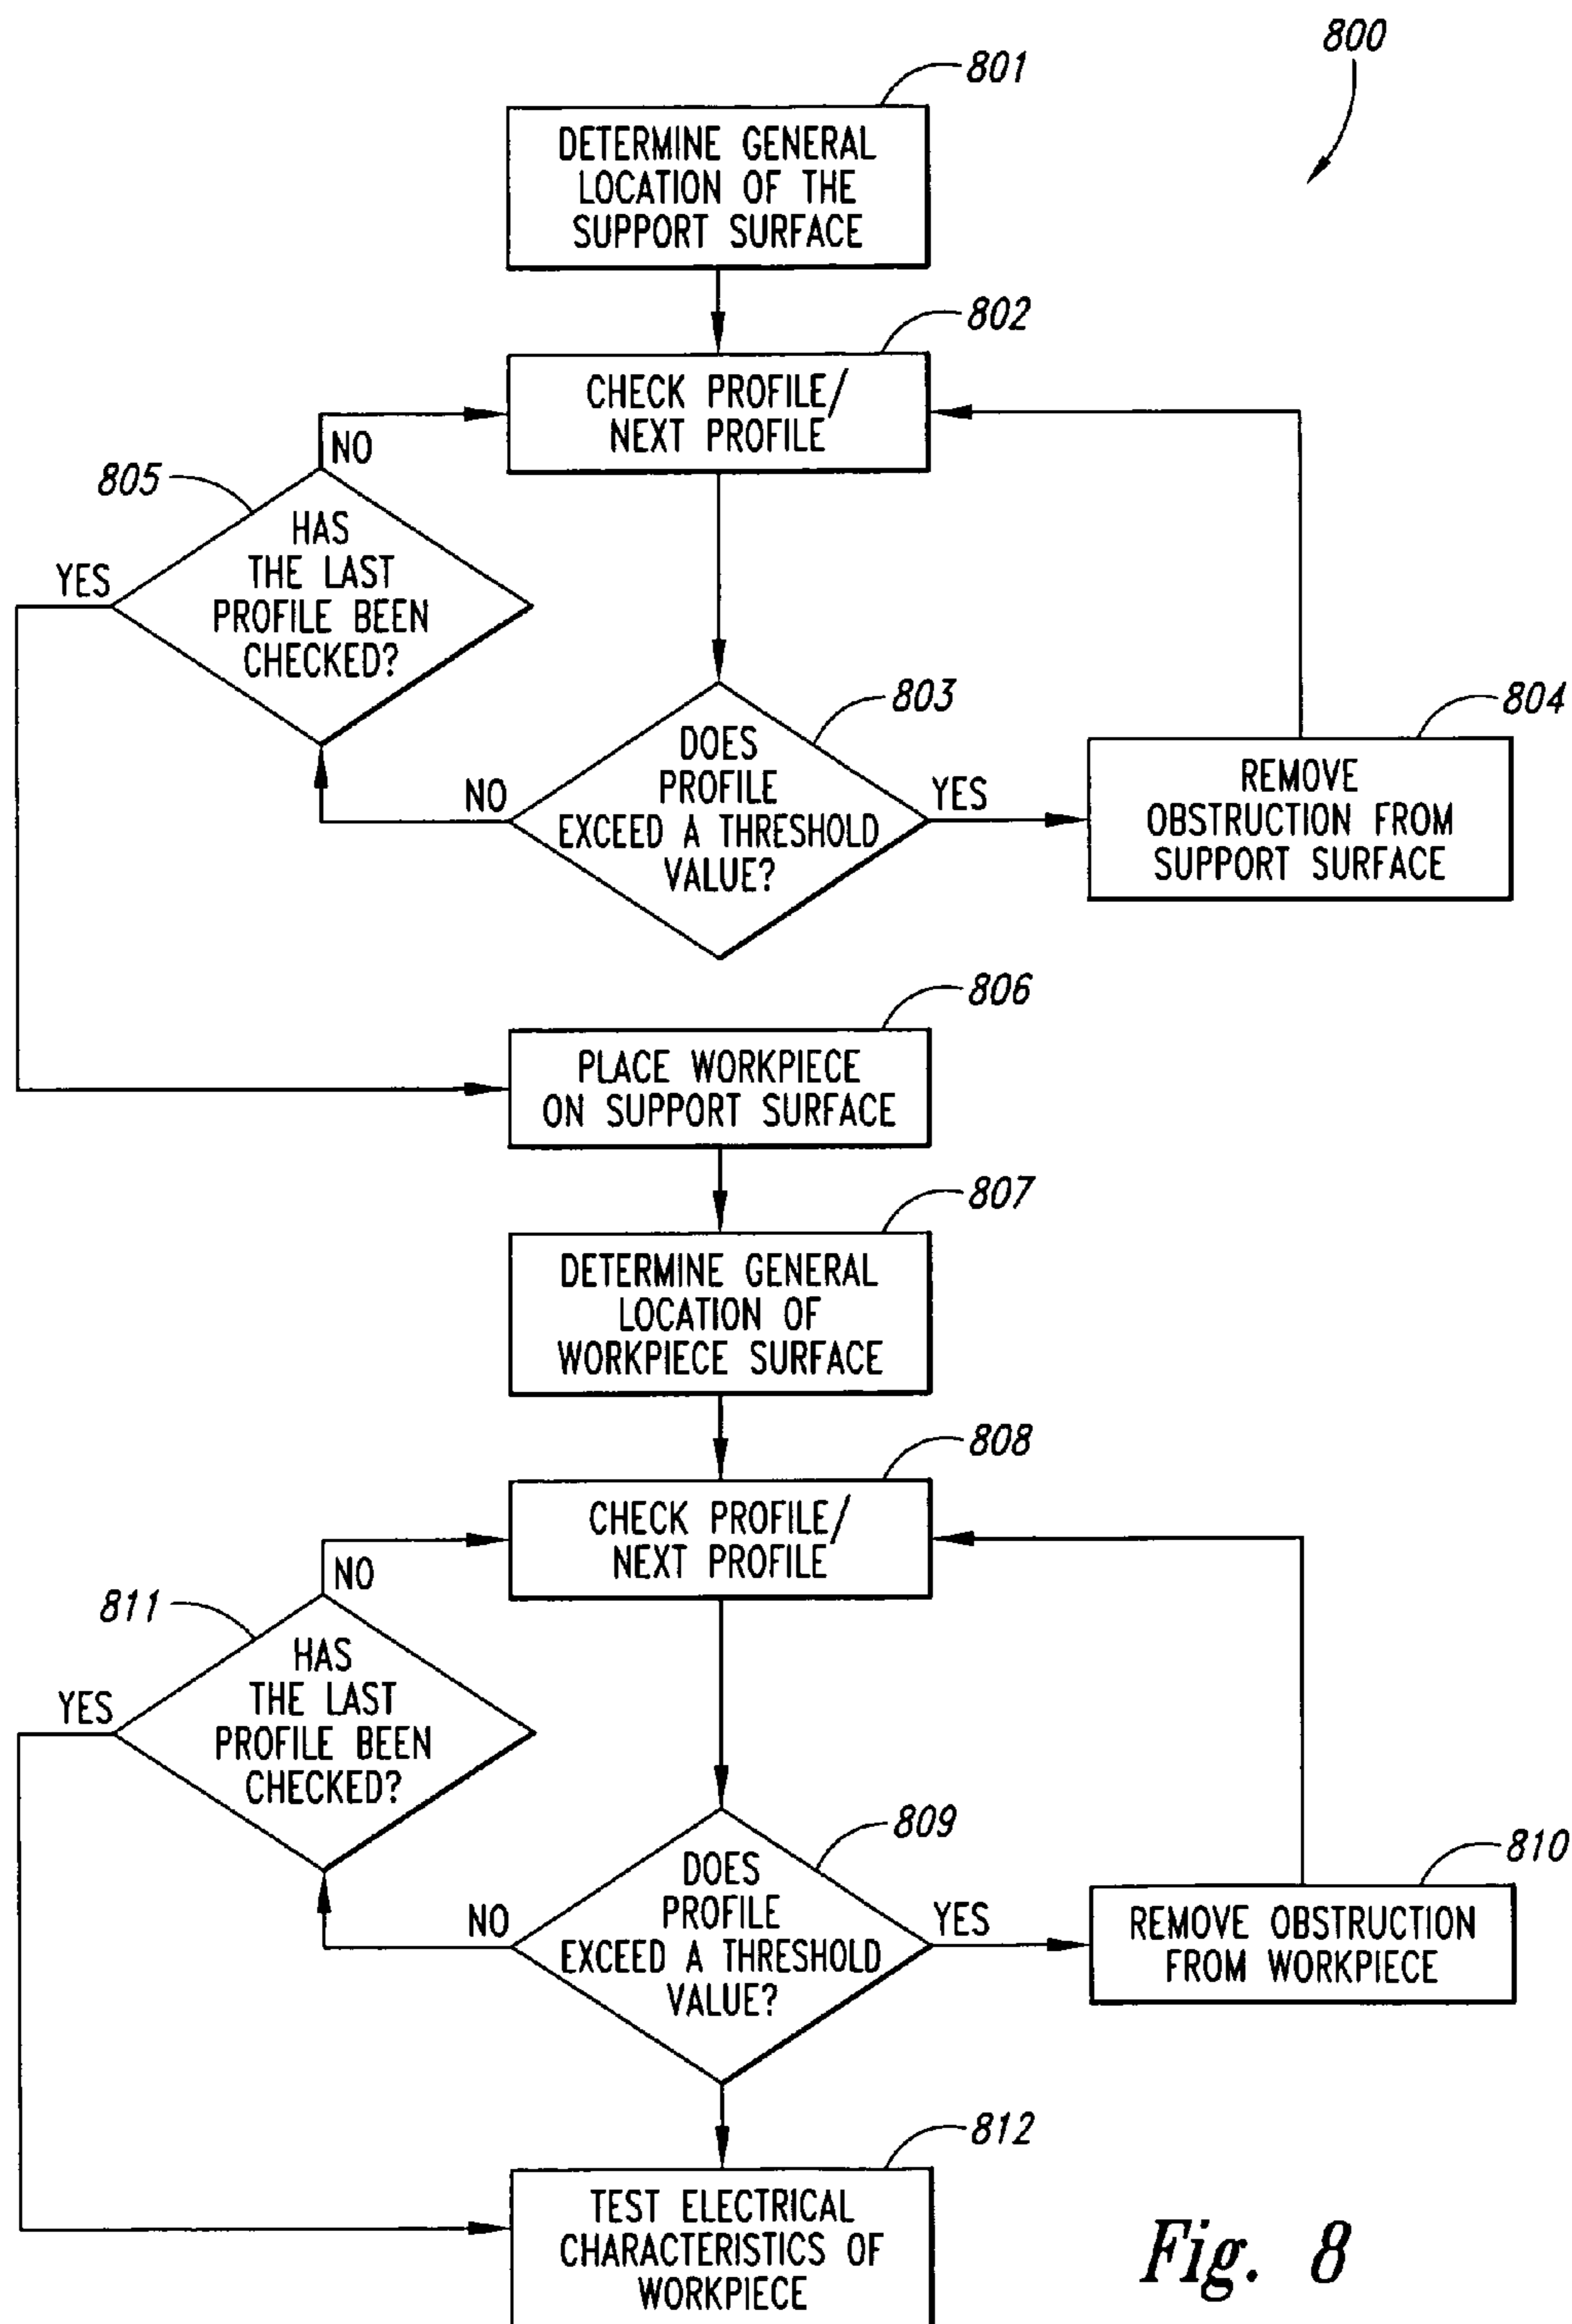 800
801
DETERMINE GENERAL
LOCATION OF THE
SUPPORT SURFACE
802
CHECK PROFILE/
NEXT PROFILE
NO
805
HAS
THE LAST
PROFILE BEEN
CHECKED?
YES
803
DOES
PROFILE
EXCEED A THRESHOLD
VALUE?
NO
YES
804
REMOVE
OBSTRUCTION FROM
SUPPORT SURFACE
806
PLACE WORKPIECE
ON SUPPORT SURFACE
807
DETERMINE GENERAL
LOCATION OF
WORKPIECE SURFACE
808
CHECK PROFILE/
NEXT PROFILE
NO
811
HAS
THE LAST
PROFILE BEEN
CHECKED?
YES
809
DOES
PROFILE
EXCEED A THRESHOLD
VALUE?
NO
YES
810
REMOVE OBSTRUCTION
FROM WORKPIECE
812
TEST ELECTRICAL
CHARACTERISTICS OF
WORKPIECE
Fig. 8